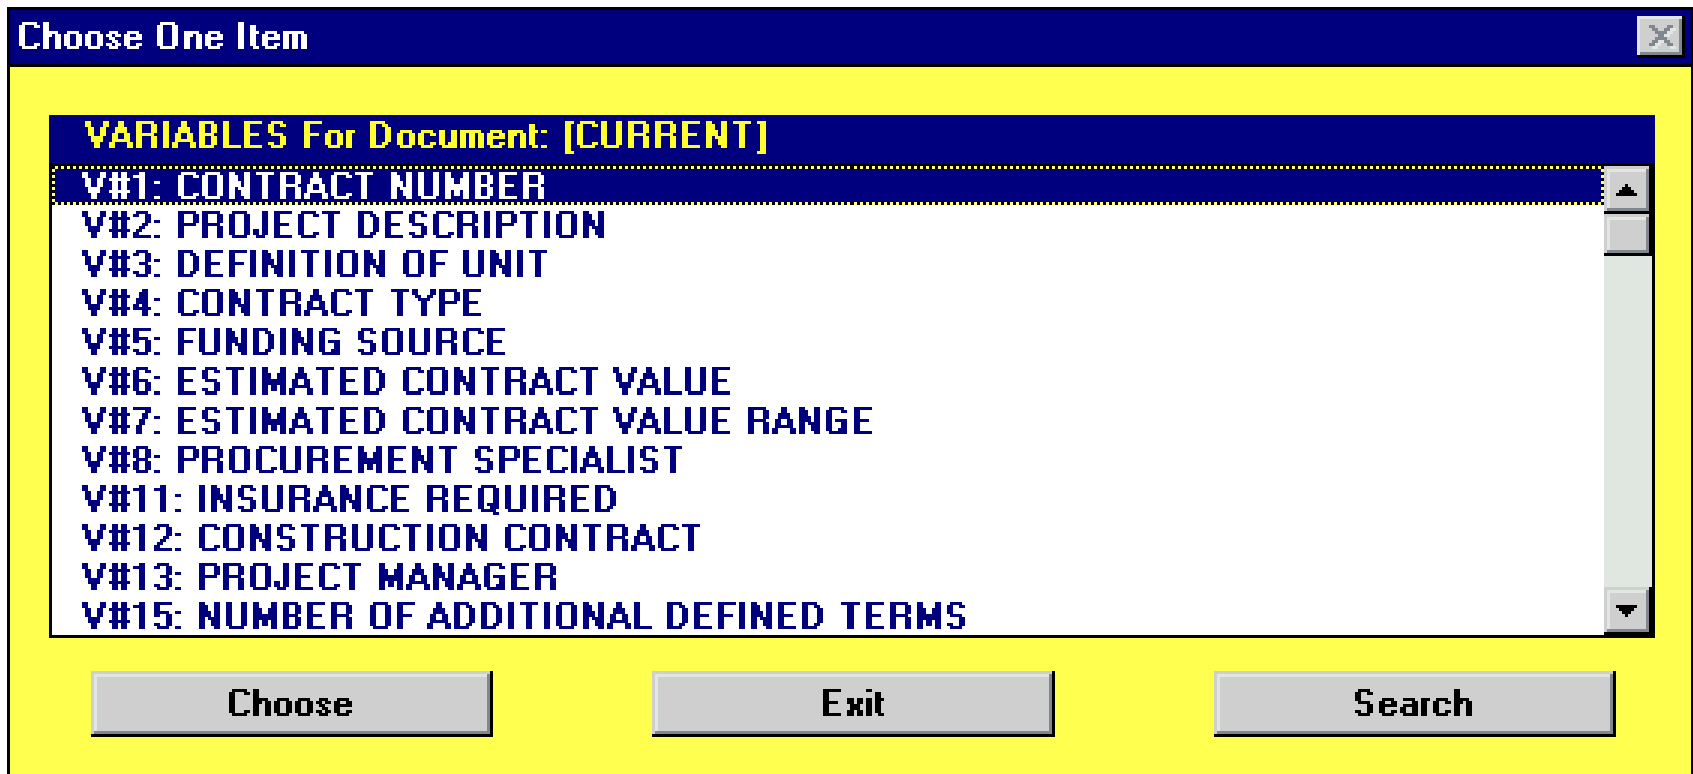 Choose One Item
VARIABLES For Document: [CURRENT]
V#1: CONTRACT NUMBER
V#2: PROJECT DESCRIPTION
V#3: DEFINITION OF UNIT
V#4: CONTRACT TYPE
V#5: FUNDING SOURCE
V#6: ESTIMATED CONTRACT VALUE
V#7: ESTIMATED CONTRACT VALUE RANGE
V#8: PROCUREMENT SPECIALIST
V#11: INSURANCE REQUIRED
V#12: CONSTRUCTION CONTRACT
V#13: PROJECT MANAGER
V#15: NUMBER OF ADDITIONAL DEFINED TERMS
Choose Exit Search